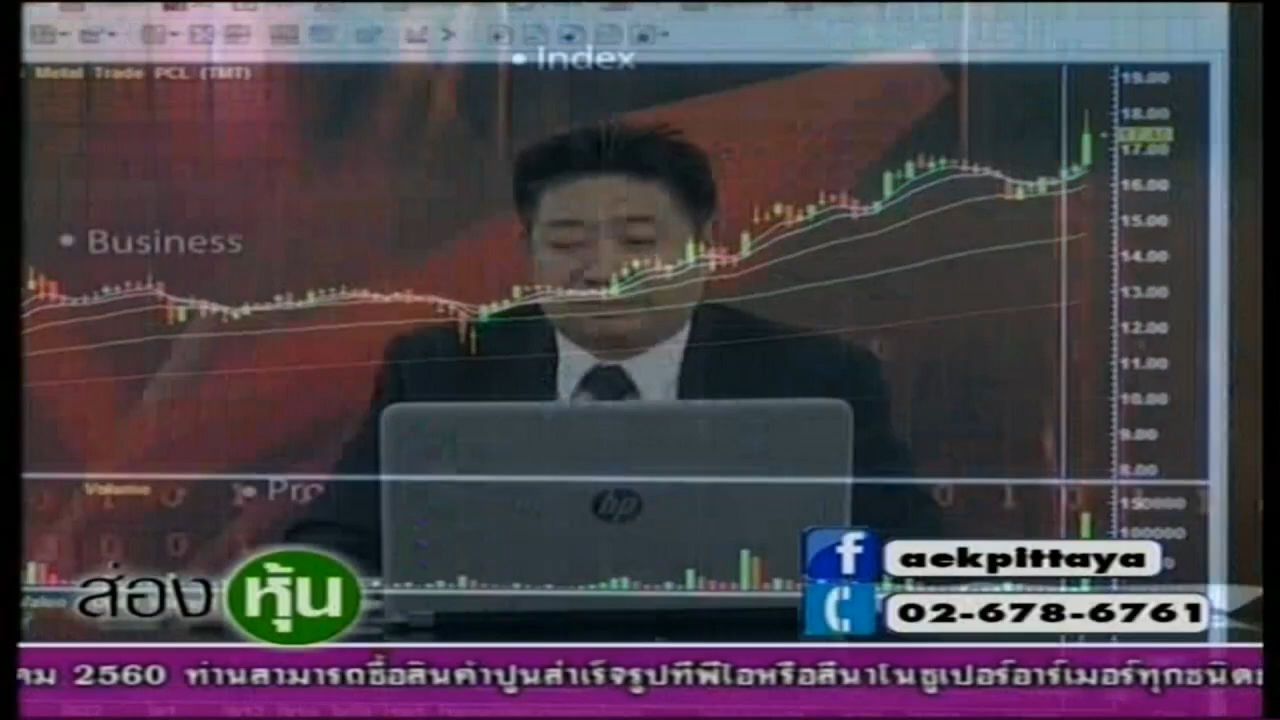 • Index
Metal Trade PCL (TMT)
19.00
18.00
17.00
16.00
15.00
14.00
13.00
12.00
11.00
10.00
9.00
8.00
• Business
Volume
• Pro
150000
100000
hp
ส่อง หุ้น
f aekpittaya
02-678-6761
2560 ท่านสามารถซื้อสินค้าปูนสำเร็จรูปทีพีไอหรือสีนาโนซูเปอร์อาร์เมอร์ทุกชนิด